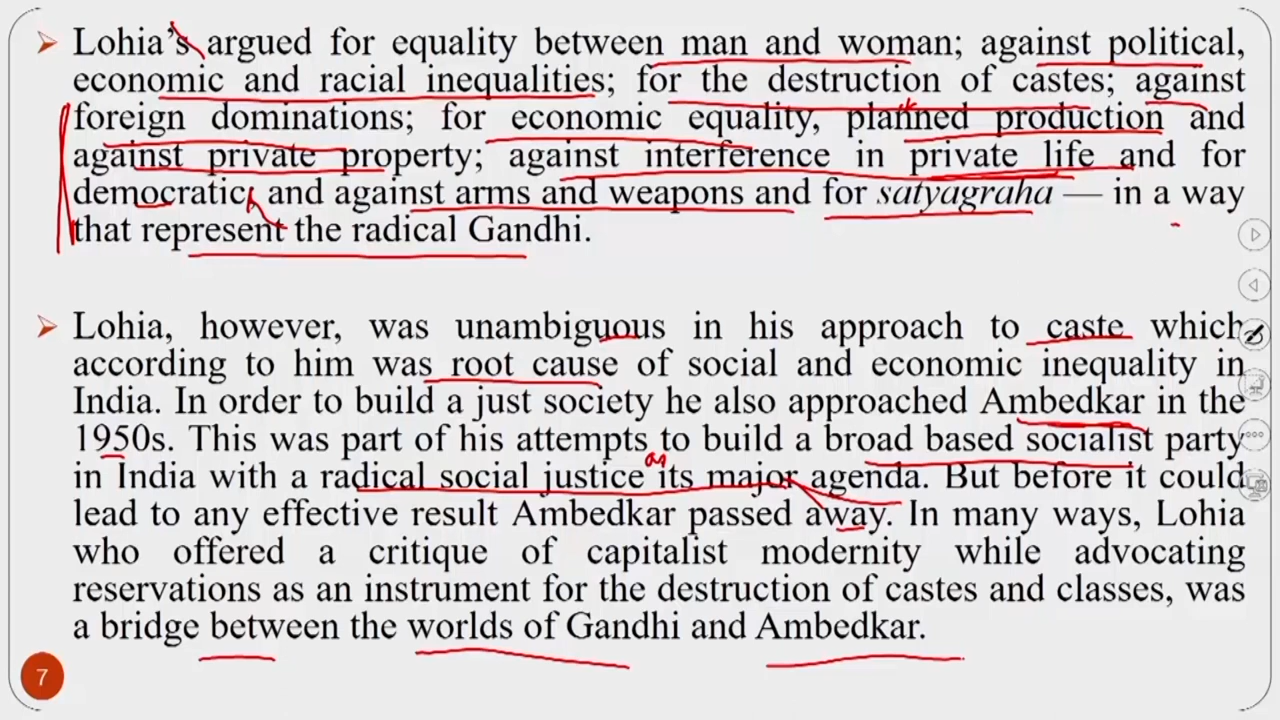 Lohia's argued for equality between man and woman; against political,
economic and racial inequalities; for the destruction of castes; against
foreign dominations; for economic equality, planned production and
against private property; against interference in private life and for
democratic, and against arms and weapons and for satyagraha — in a way
that represent the radical Gandhi.
Lohia, however, was unambiguous in his approach to caste which
according to him was root cause of social and economic inequality in
India. In order to build a just society he also approached Ambedkar in the
1950s. This was part of his attempts to build a broad based socialist party
as
in India with a radical social justice its major agenda. But before it could
lead to any effective result Ambedkar passed away. In many ways, Lohia
who offered a critique of capitalist modernity while advocating
reservations as an instrument for the destruction of castes and classes, was
a bridge between the worlds of Gandhi and Ambedkar.
7